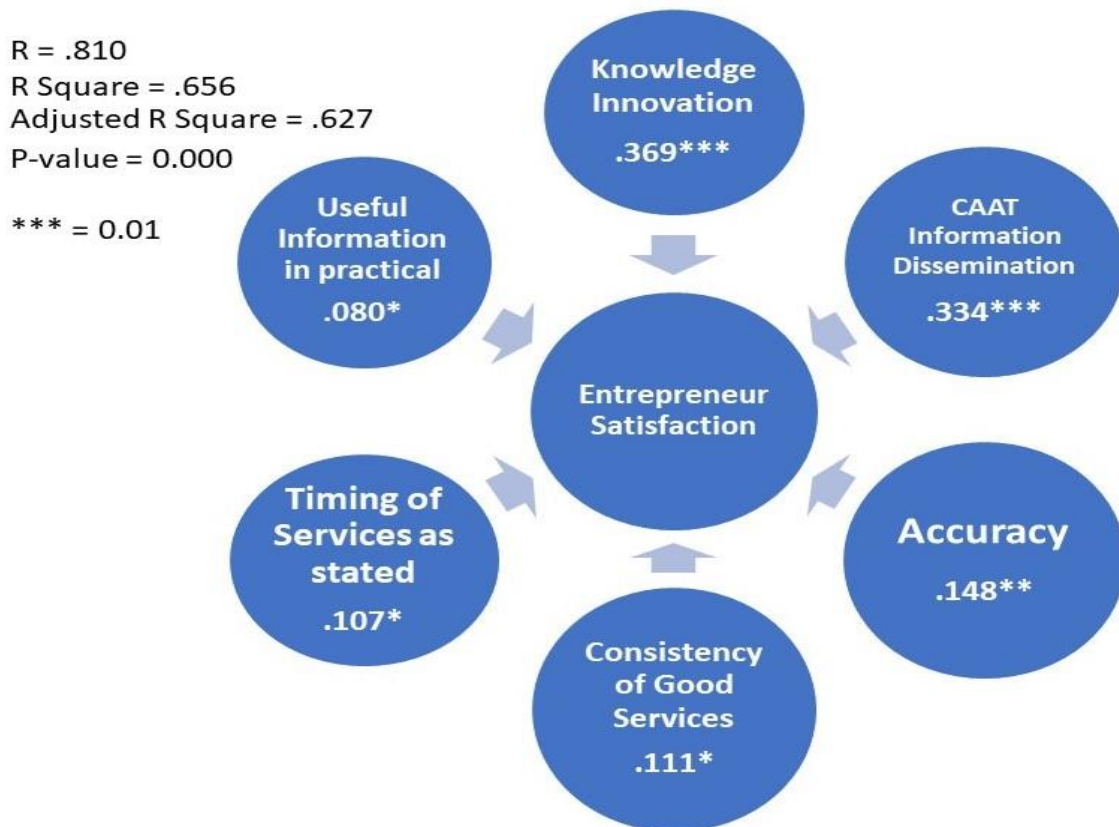 R = .810
R Square = .656
Adjusted R Square = .627
P-value = 0.000
*** = 0.01
Knowledge
Innovation
.369***
CAAT
Information
Dissemination
.334***
Accuracy
.148**
Consistency
of Good
Services
.111*
Timing of
Services as
stated
.107*
Useful
Information
in practical
.080*
Entrepreneur
Satisfaction